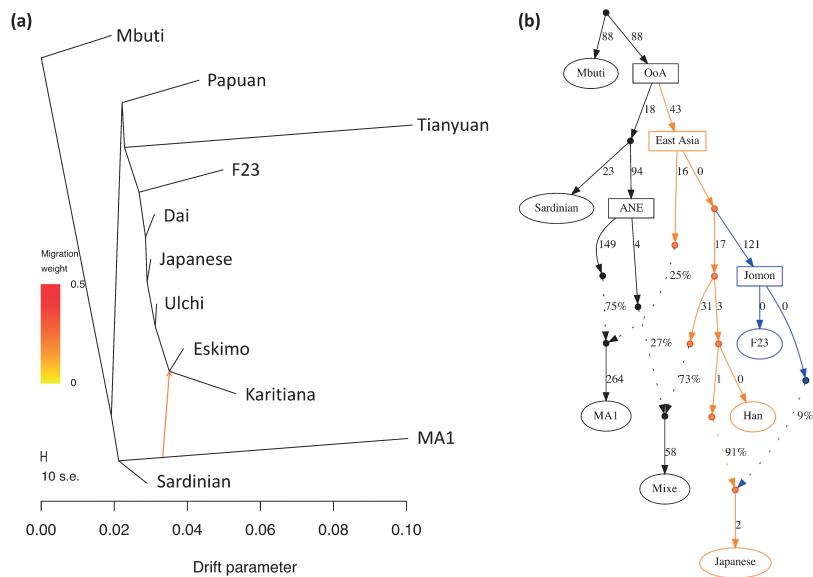 (a)
Mbuti
Papuan
Tianyuan
F23
Dai
Japanese
Ulchi
Eskimo
Karitiana
MA1
Sardinian
Migration
weight
0.5
0
10 s.e.
0.00 0.02 0.04 0.06 0.08 0.10
Drift parameter
(b)
88 88
Mbuti OoA
18 43
East Asia
23 94 16 0
Sardinian ANE
149 4 17 121
25% Jomon
75% 31 3 0 0
27% F23
264 73% 1 0
MA1 Han 9%
58 91%
Mixe
2
Japanese